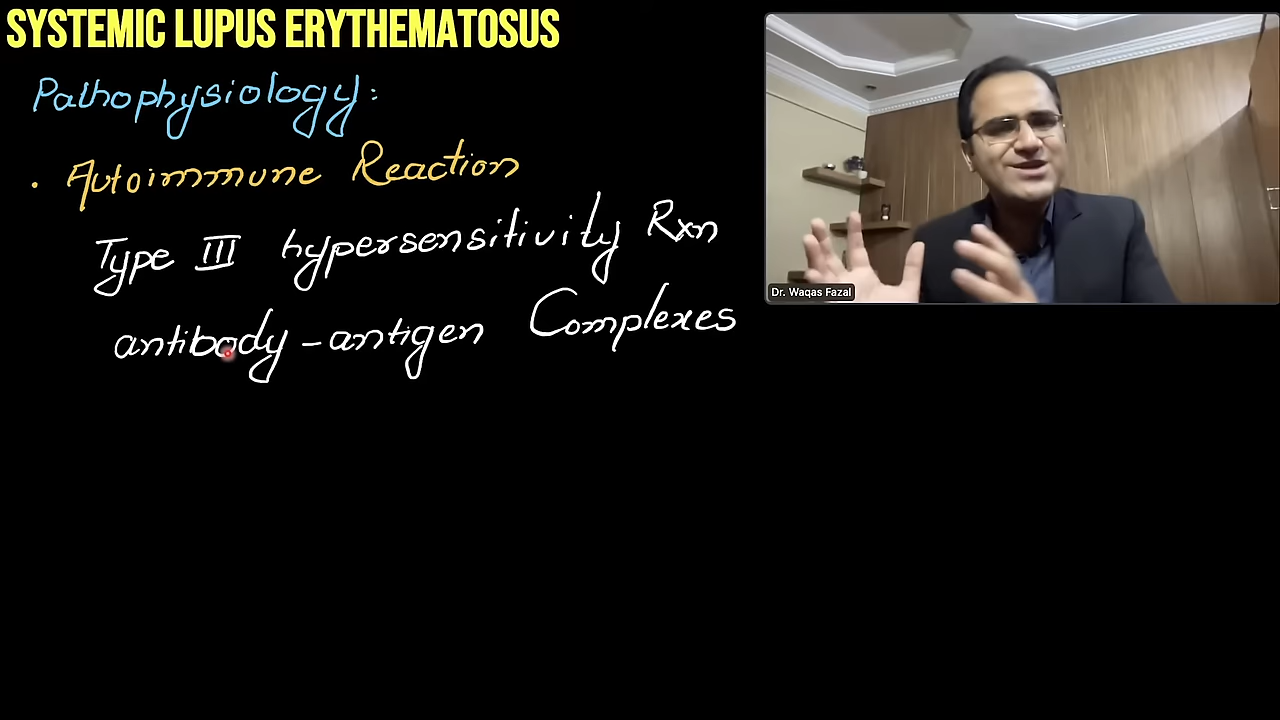 SYSTEMIC LUPUS ERYTHEMATOSUS
Pathophysiology:
. Autoimmune Reaction
Type III hypersensitivity Rxn
antibody-antigen Complexes
Dr. Waqas Fazal